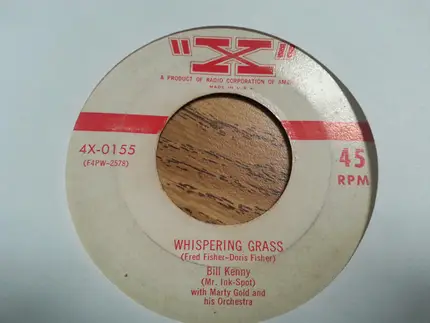 "X"
A PRODUCT OF RADIO CORPORATION OF AMERICA
MADE IN U.S.A.
4X-0155
(F4PW-2578)
45
RPM
WHISPERING GRASS
(Fred Fisher-Doris Fisher)
Bill Kenny
(Mr. Ink-Spot)
with Marty Gold and
his Orchestra